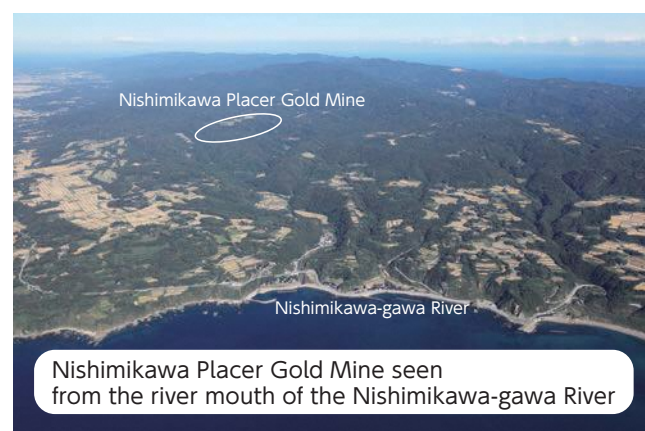 Nishimikawa Placer Gold Mine
Nishimikawa-gawa River
Nishimikawa Placer Gold Mine seen
from the river mouth of the Nishimikawa-gawa River